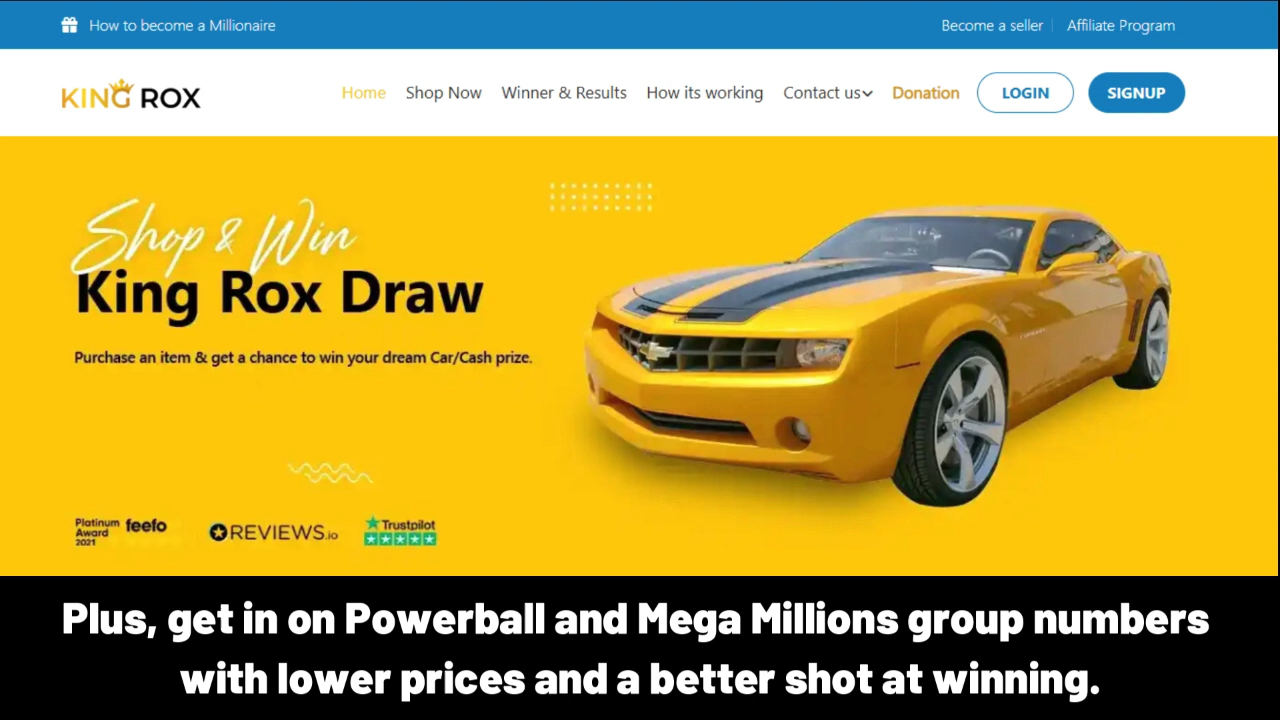 How to become a Millionaire
Become a seller
Affiliate Program
KING ROX
Home
Shop Now
Winner & Results
How its working
Contact us
Donation
LOGIN
SIGNUP
Shop & Win
King Rox Draw
Purchase an item & get a chance to win your dream Car/Cash prize.
Platinum
Award
2021
feefo
REVIEWS.io
Trustpilot
Plus, get in on Powerball and Mega Millions group numbers
with lower prices and a better shot at winning.